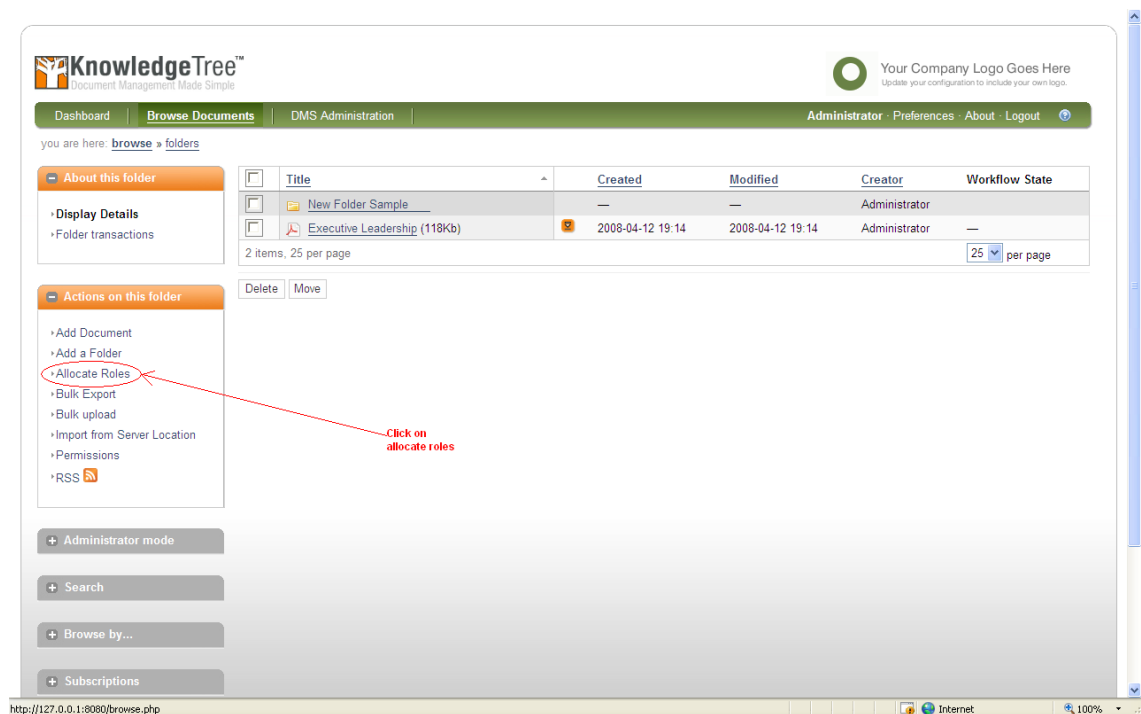 KnowledgeTree™
Document Management Made Simple
Your Company Logo Goes Here
Update your configuration to include your own logo.
Dashboard Browse Documents DMS Administration Administrator · Preferences · About · Logout ?
you are here: browse » folders
About this folder
Display Details
Folder transactions
Title Created Modified Creator Workflow State
New Folder Sample — — Administrator
Executive Leadership (118Kb) 2008-04-12 19:14 2008-04-12 19:14 Administrator —
2 items, 25 per page 25 per page
Delete Move
Actions on this folder
Add Document
Add a Folder
Allocate Roles
Bulk Export
Bulk upload
Import from Server Location
Permissions
RSS
Click on
allocate roles
Administrator mode
Search
Browse by...
Subscriptions
http://127.0.0.1:8080/browse.php Internet 100%